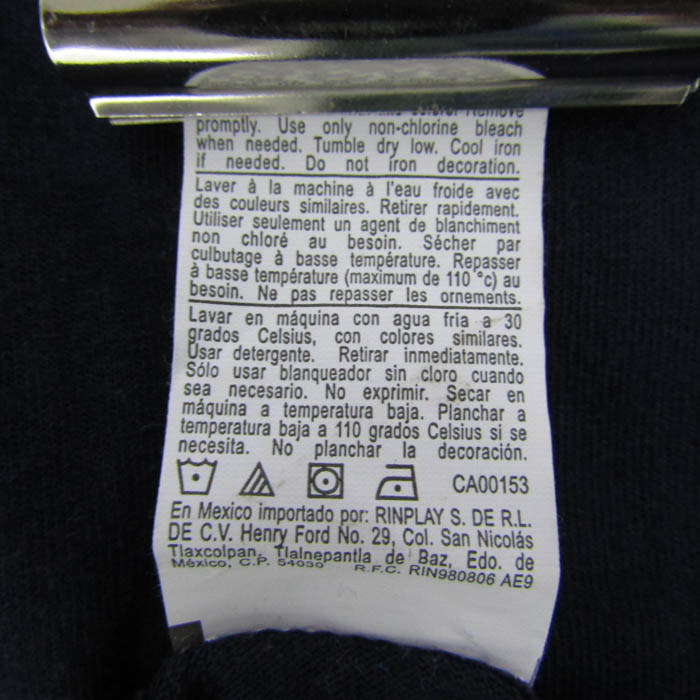 Remove
promptly. Use only non-chlorine bleach
when needed. Tumble dry low. Cool iron
if needed. Do not iron decoration.
Laver à la machine à l'eau froide avec
des couleurs similaires. Retirer rapidement.
Utiliser seulement un agent de blanchiment
non chloré au besoin. Sécher par
culbutage à basse température. Repasser
à basse température (maximum de 110 °c) au
besoin. Ne pas repasser les ornements.
Lavar en máquina con agua fria a 30
grados Celsius, con colores similares.
Usar detergente. Retirar inmediatamente.
Sólo usar blanqueador sin cloro cuando
sea necesario. No exprimir. Secar en
máquina a temperatura baja. Planchar a
temperatura baja a 110 grados Celsius si se
necesita. No planchar la decoración.
CA00153
En Mexico importado por: RINPLAY S. DE R.L.
DE C.V. Henry Ford No. 29, Col. San Nicolás
Tlaxcolpan, Tlalnepantla de Baz, Edo. de
México, C.P. 54030 R.F.C. RIN980806 AE9